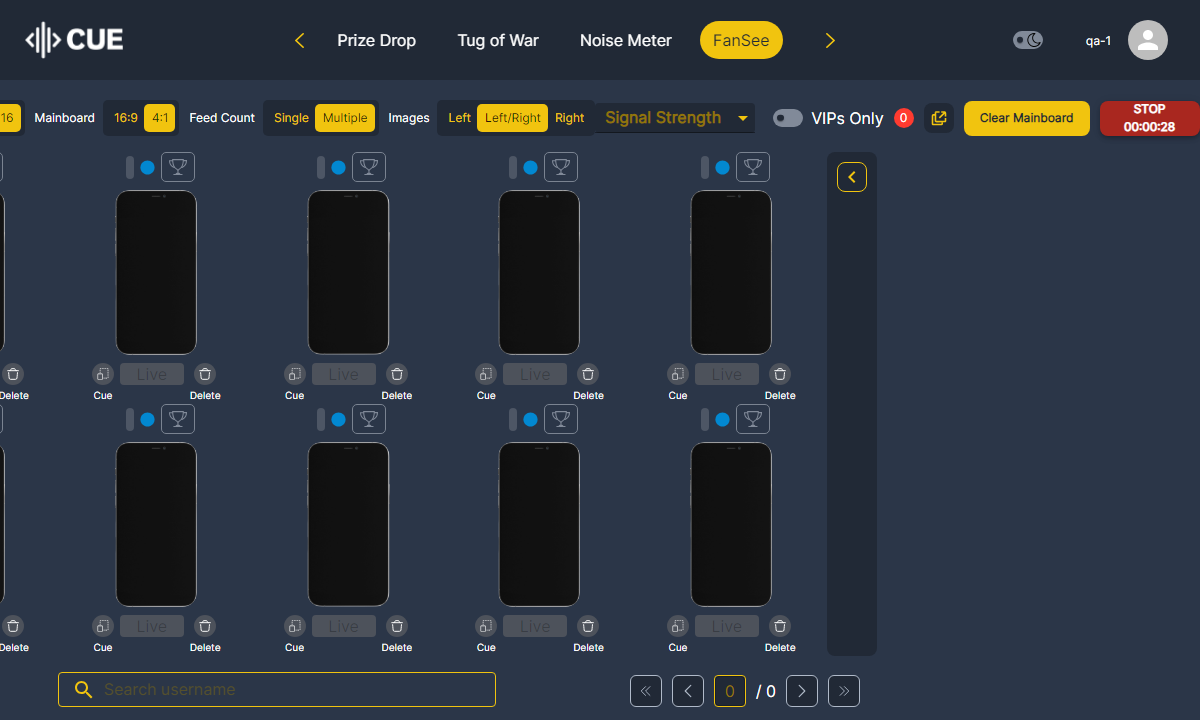 CUE
Prize Drop
Tug of War
Noise Meter
FanSee
qa-1
16
Mainboard
16:9
4:1
Feed Count
Single
Multiple
Images
Left
Left/Right
Right
Signal Strength
VIPs Only
0
Clear Mainboard
STOP
00:00:28
Live
Live
Live
Live
Delete
Cue
Delete
Cue
Delete
Cue
Delete
Cue
Delete
Live
Live
Live
Live
Delete
Cue
Delete
Cue
Delete
Cue
Delete
Cue
Delete
Search username
0
/ 0